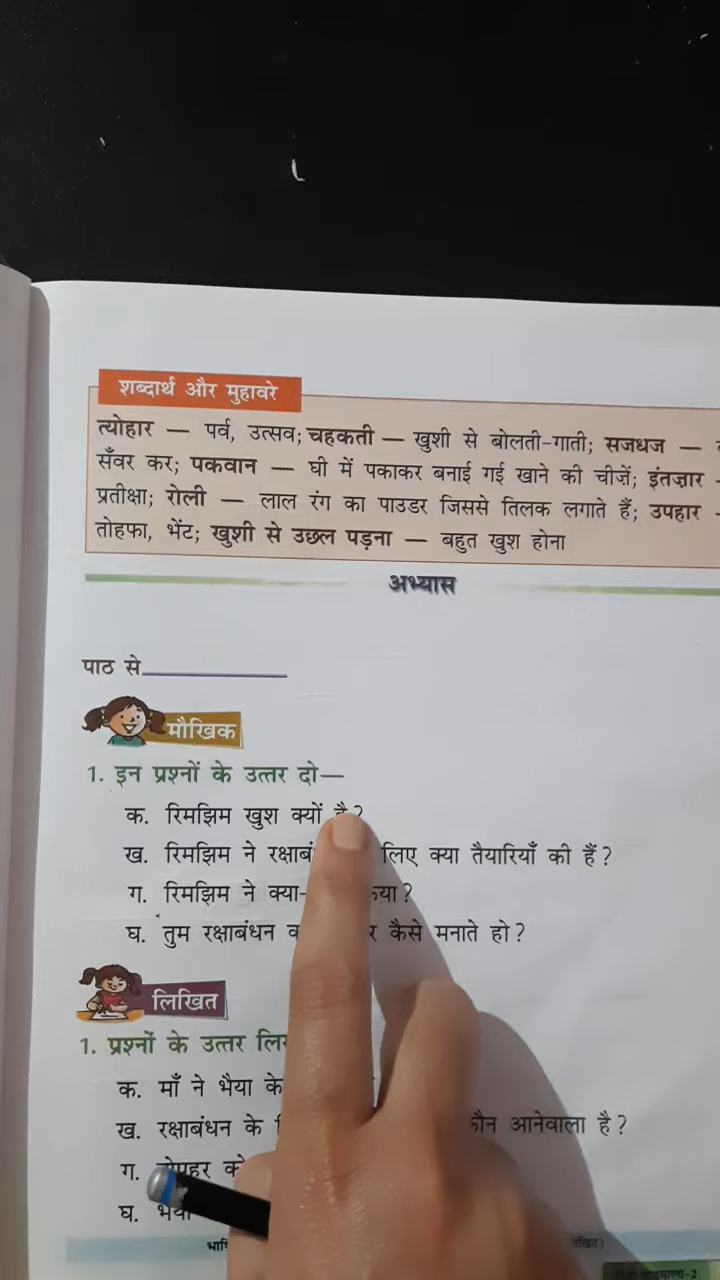 शब्दार्थ और मुहावरे
त्योहार — पर्व, उत्सव; चहकती — खुशी से बोलती-गाती; सजधज —
सँवर कर; पकवान — घी में पकाकर बनाई गई खाने की चीज़ें; इंतज़ार -
प्रतीक्षा; रोली — लाल रंग का पाउडर जिससे तिलक लगाते हैं; उपहार -
तोहफा, भेंट; खुशी से उछल पड़ना — बहुत खुश होना
अभ्यास
पाठ से
मौखिक
1. इन प्रश्नों के उत्तर दो—
क. रिमझिम खुश क्यों है?
ख. रिमझिम ने लिए क्या तैयारियाँ की हैं?
ग. रिमझिम ने क्या-
घ. तुम रक्षाबंधन कैसे मनाते हो?
लिखित
1. प्रश्नों के उत्तर
क. माँ ने भैया के
ख. रक्षाबंधन के आनेवाला है?
ग.
घ.